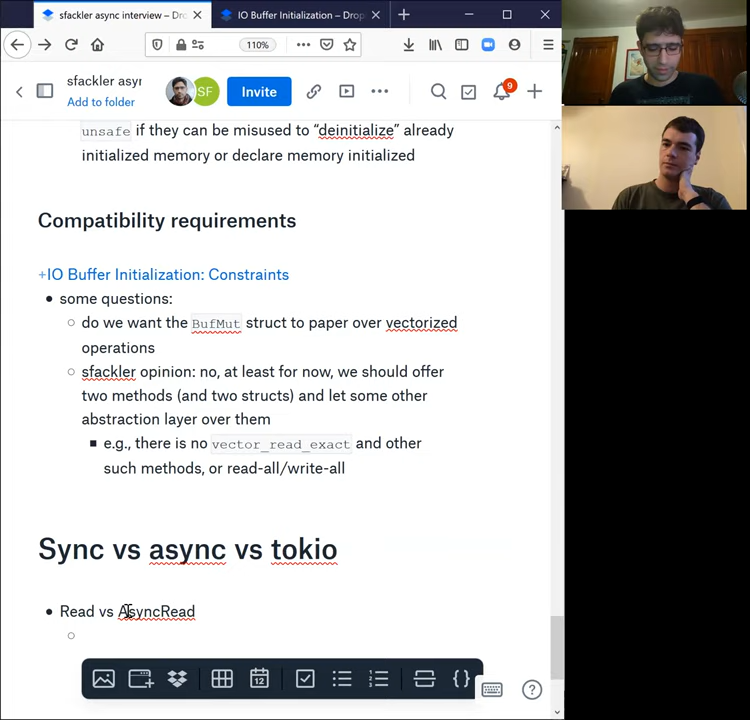 sfackler async interview – Dro
IO Buffer Initialization – Drop
110%
sfackler asyr
Add to folder
SF
Invite
9
unsafe if they can be misused to “deinitialize” already
initialized memory or declare memory initialized
Compatibility requirements
+IO Buffer Initialization: Constraints
some questions:
do we want the BufMut struct to paper over vectorized
operations
sfackler opinion: no, at least for now, we should offer
two methods (and two structs) and let some other
abstraction layer over them
e.g., there is no vector_read_exact and other
such methods, or read-all/write-all
Sync vs async vs tokio
Read vs AsyncRead
12